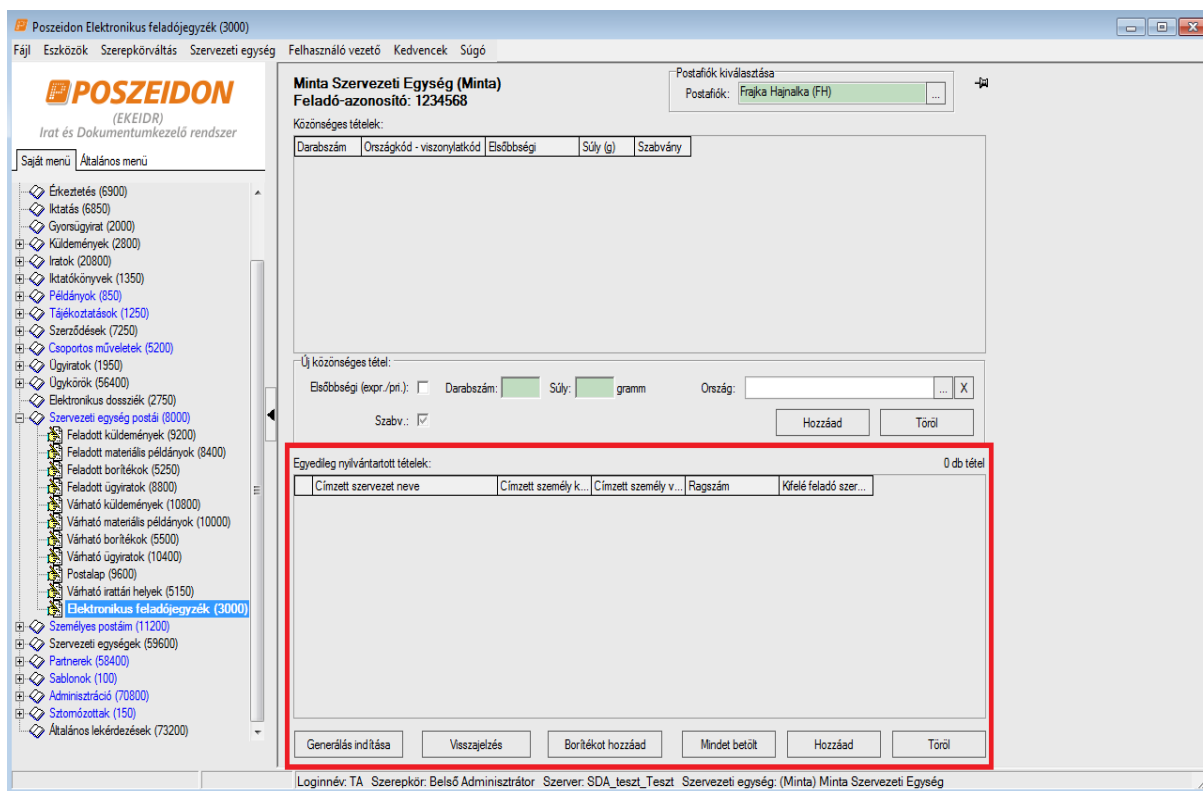 Poszeidon Elektronikus feladójegyzék (3000)
Fájl Eszközök Szerepkörváltás Szervezeti egység Felhasználó vezető Kedvencek Súgó
POSZEIDON
(EKEIDR)
Irat és Dokumentumkezelő rendszer
Saját menü Általános menü
Érkeztetés (6900)
Iktatás (6850)
Gyorsügyirat (2000)
Küldemények (2800)
Iratok (20800)
Iktatókönyvek (1350)
Példányok (850)
Tájékoztatások (1250)
Szerződések (7250)
Csoportos műveletek (5200)
Ügyiratok (1950)
Ügykörök (56400)
Elektronikus dossziék (2750)
Szervezeti egység postái (8000)
Feladott küldemények (9200)
Feladott materiális példányok (8400)
Feladott borítékok (5250)
Feladott ügyiratok (8800)
Várható küldemények (10800)
Várható materiális példányok (10000)
Várható borítékok (5500)
Várható ügyiratok (10400)
Postalap (9600)
Várható irattári helyek (5150)
Elektronikus feladójegyzék (3000)
Személyes postáim (11200)
Szervezeti egységek (59600)
Partnerek (58400)
Sablonok (100)
Adminisztráció (70800)
Sztornózottak (150)
Általános lekérdezések (73200)
Minta Szervezeti Egység (Minta)
Feladó-azonosító: 1234568
Postafiók kiválasztása
Postafiók: Frajka Hajnalka (FH) ...
Közönséges tételek:
Darabszám Országkód - viszonylatkód Elsőbbségi Súly (g) Szabvány
Új közönséges tétel:
Elsőbbségi (expr./pri.): Darabszám: Súly: gramm Ország: ... X
Szabv.: Hozzáad Töröl
Egyedileg nyilvántartott tételek: 0 db tétel
Címzett szervezet neve Címzett személy k... Címzett személy v... Ragszám Kifelé feladó szer...
Generálás indítása Visszajelzés Borítékot hozzáad Mindet betölt Hozzáad Töröl
Loginnév: TA Szerepkör: Belső Adminisztrátor Szerver: SDA_teszt_Teszt Szervezeti egység: (Minta) Minta Szervezeti Egység